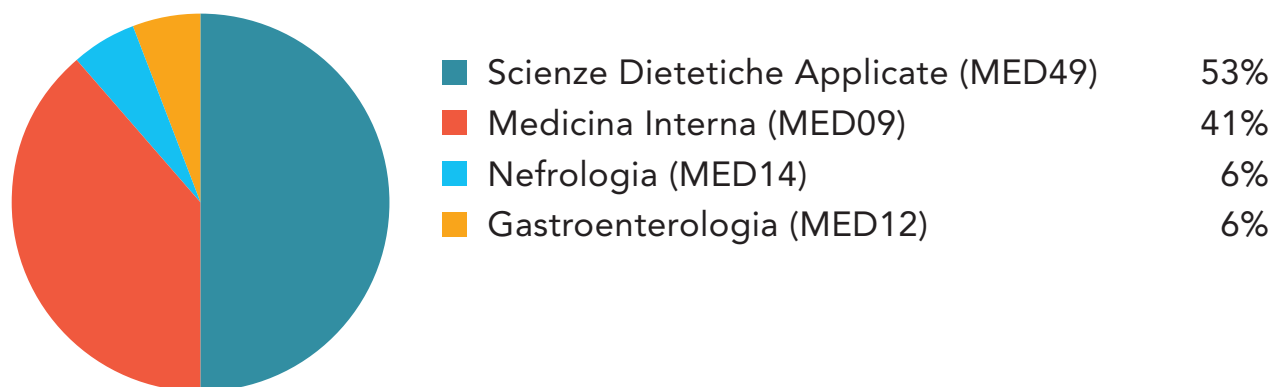 Scienze Dietetiche Applicate (MED49) 53%
Medicina Interna (MED09) 41%
Nefrologia (MED14) 6%
Gastroenterologia (MED12) 6%